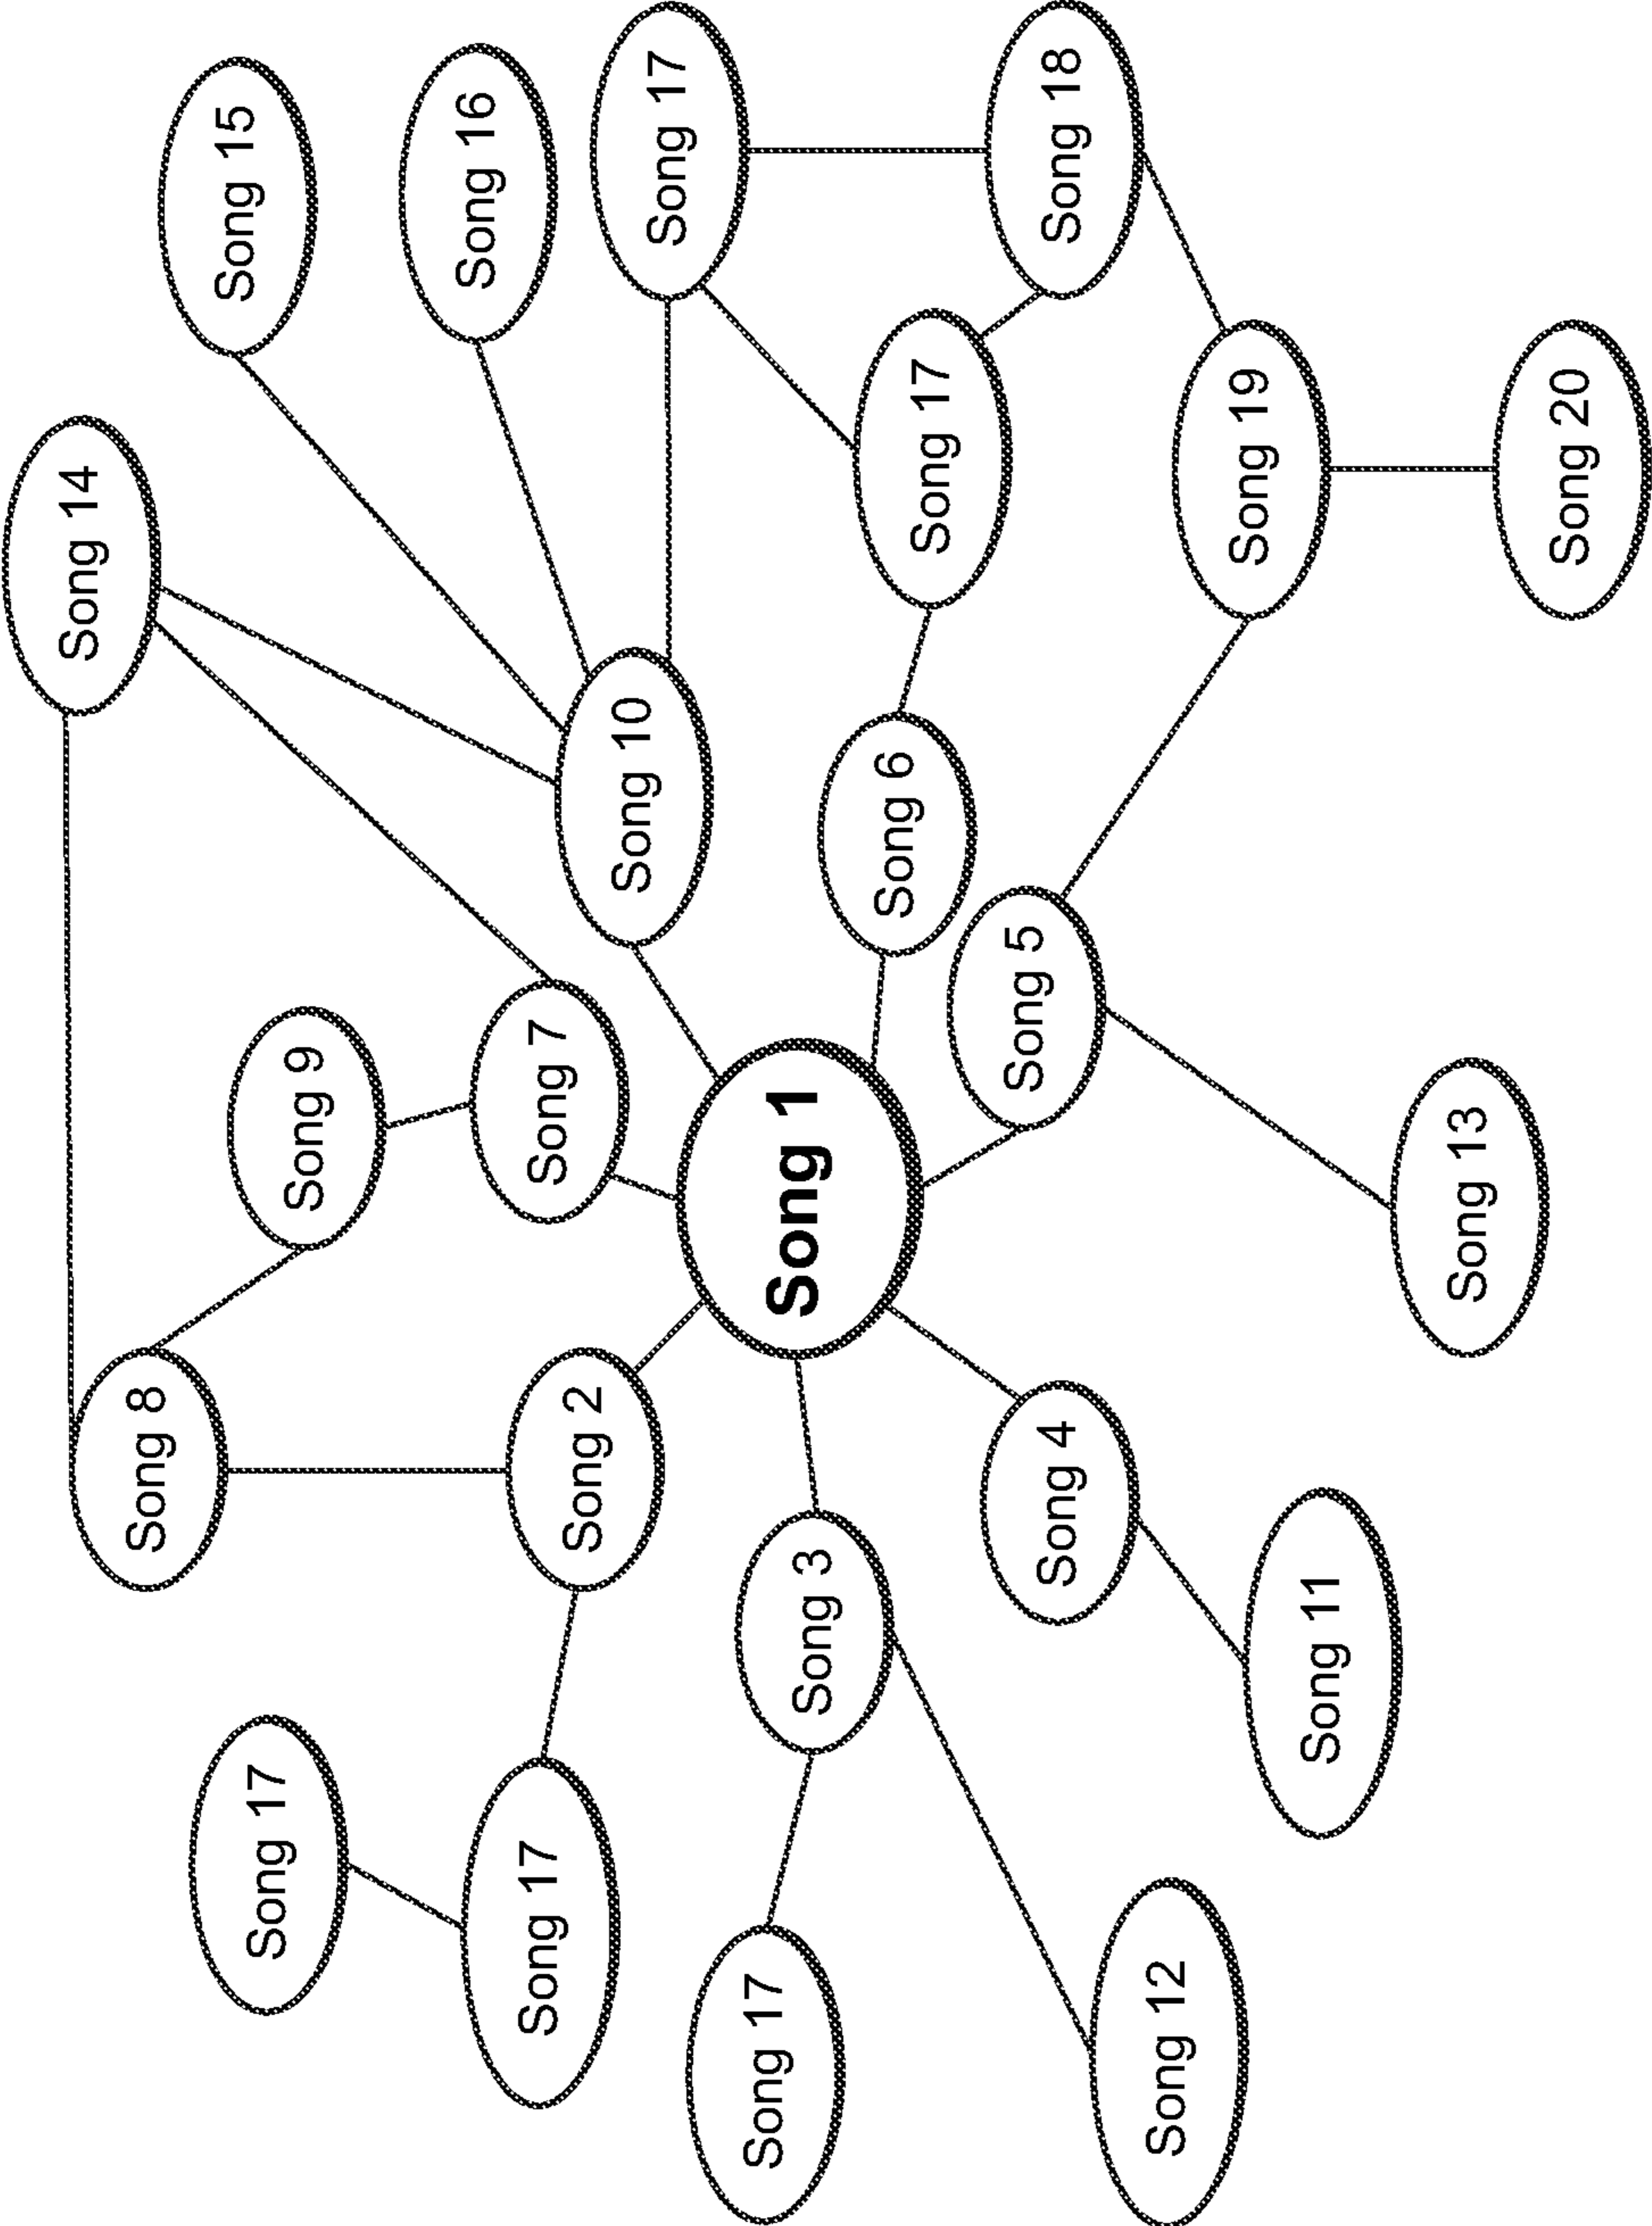 Song 14
Song 8
Song 15
Song 17
Song 9
Song 16
Song 17
Song 7
Song 2
Song 10
Song 17
Song 17
Song 1
Song 3
Song 6
Song 17
Song 5
Song 4
Song 18
Song 12
Song 19
Song 11
Song 13
Song 20